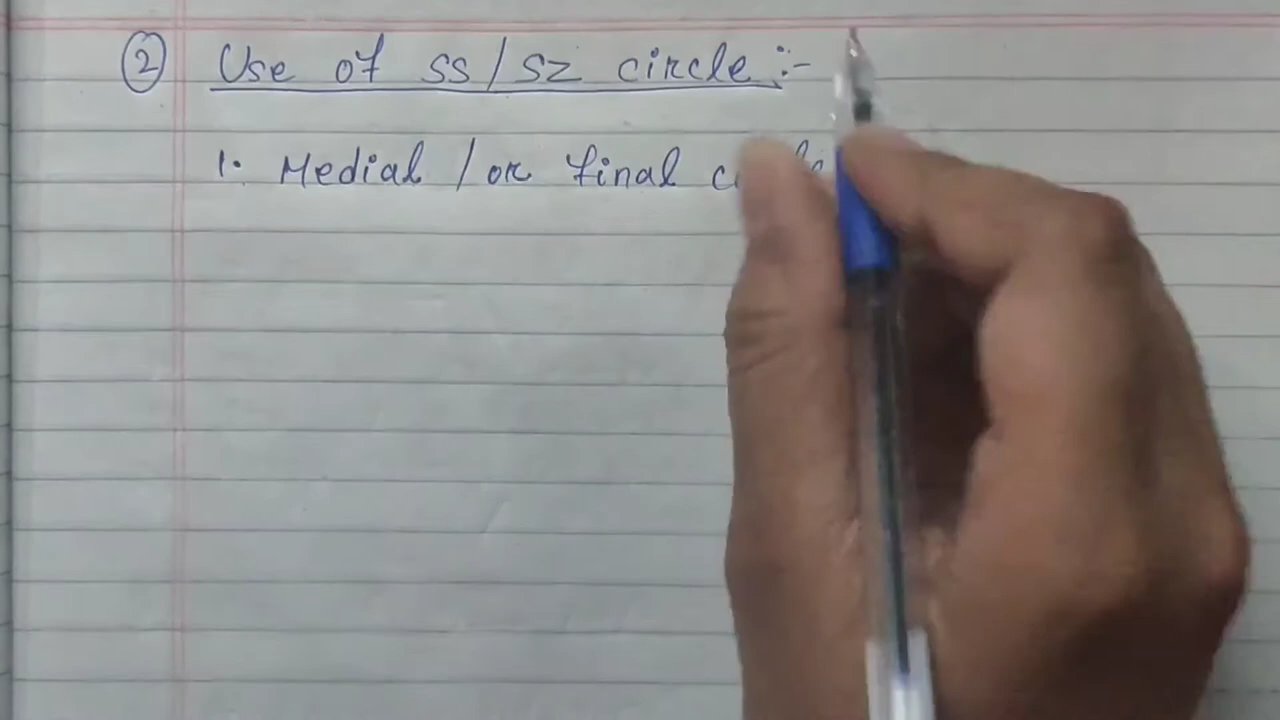 ② Use of ss/sz circle :-
1. Medial / or final